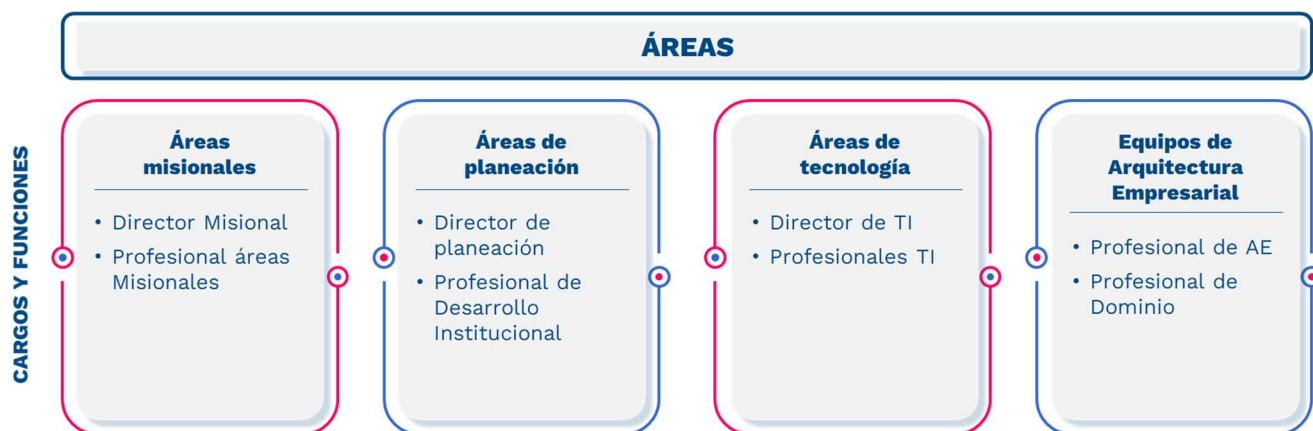 ÁREAS
CARGOS Y FUNCIONES
Áreas
misionales
• Director Misional
• Profesional áreas
Misionales
Áreas de
planeación
• Director de
planeación
• Profesional de
Desarrollo
Institucional
Áreas de
tecnología
• Director de TI
• Profesionales TI
Equipos de
Arquitectura
Empresarial
• Profesional de AE
• Profesional de
Dominio